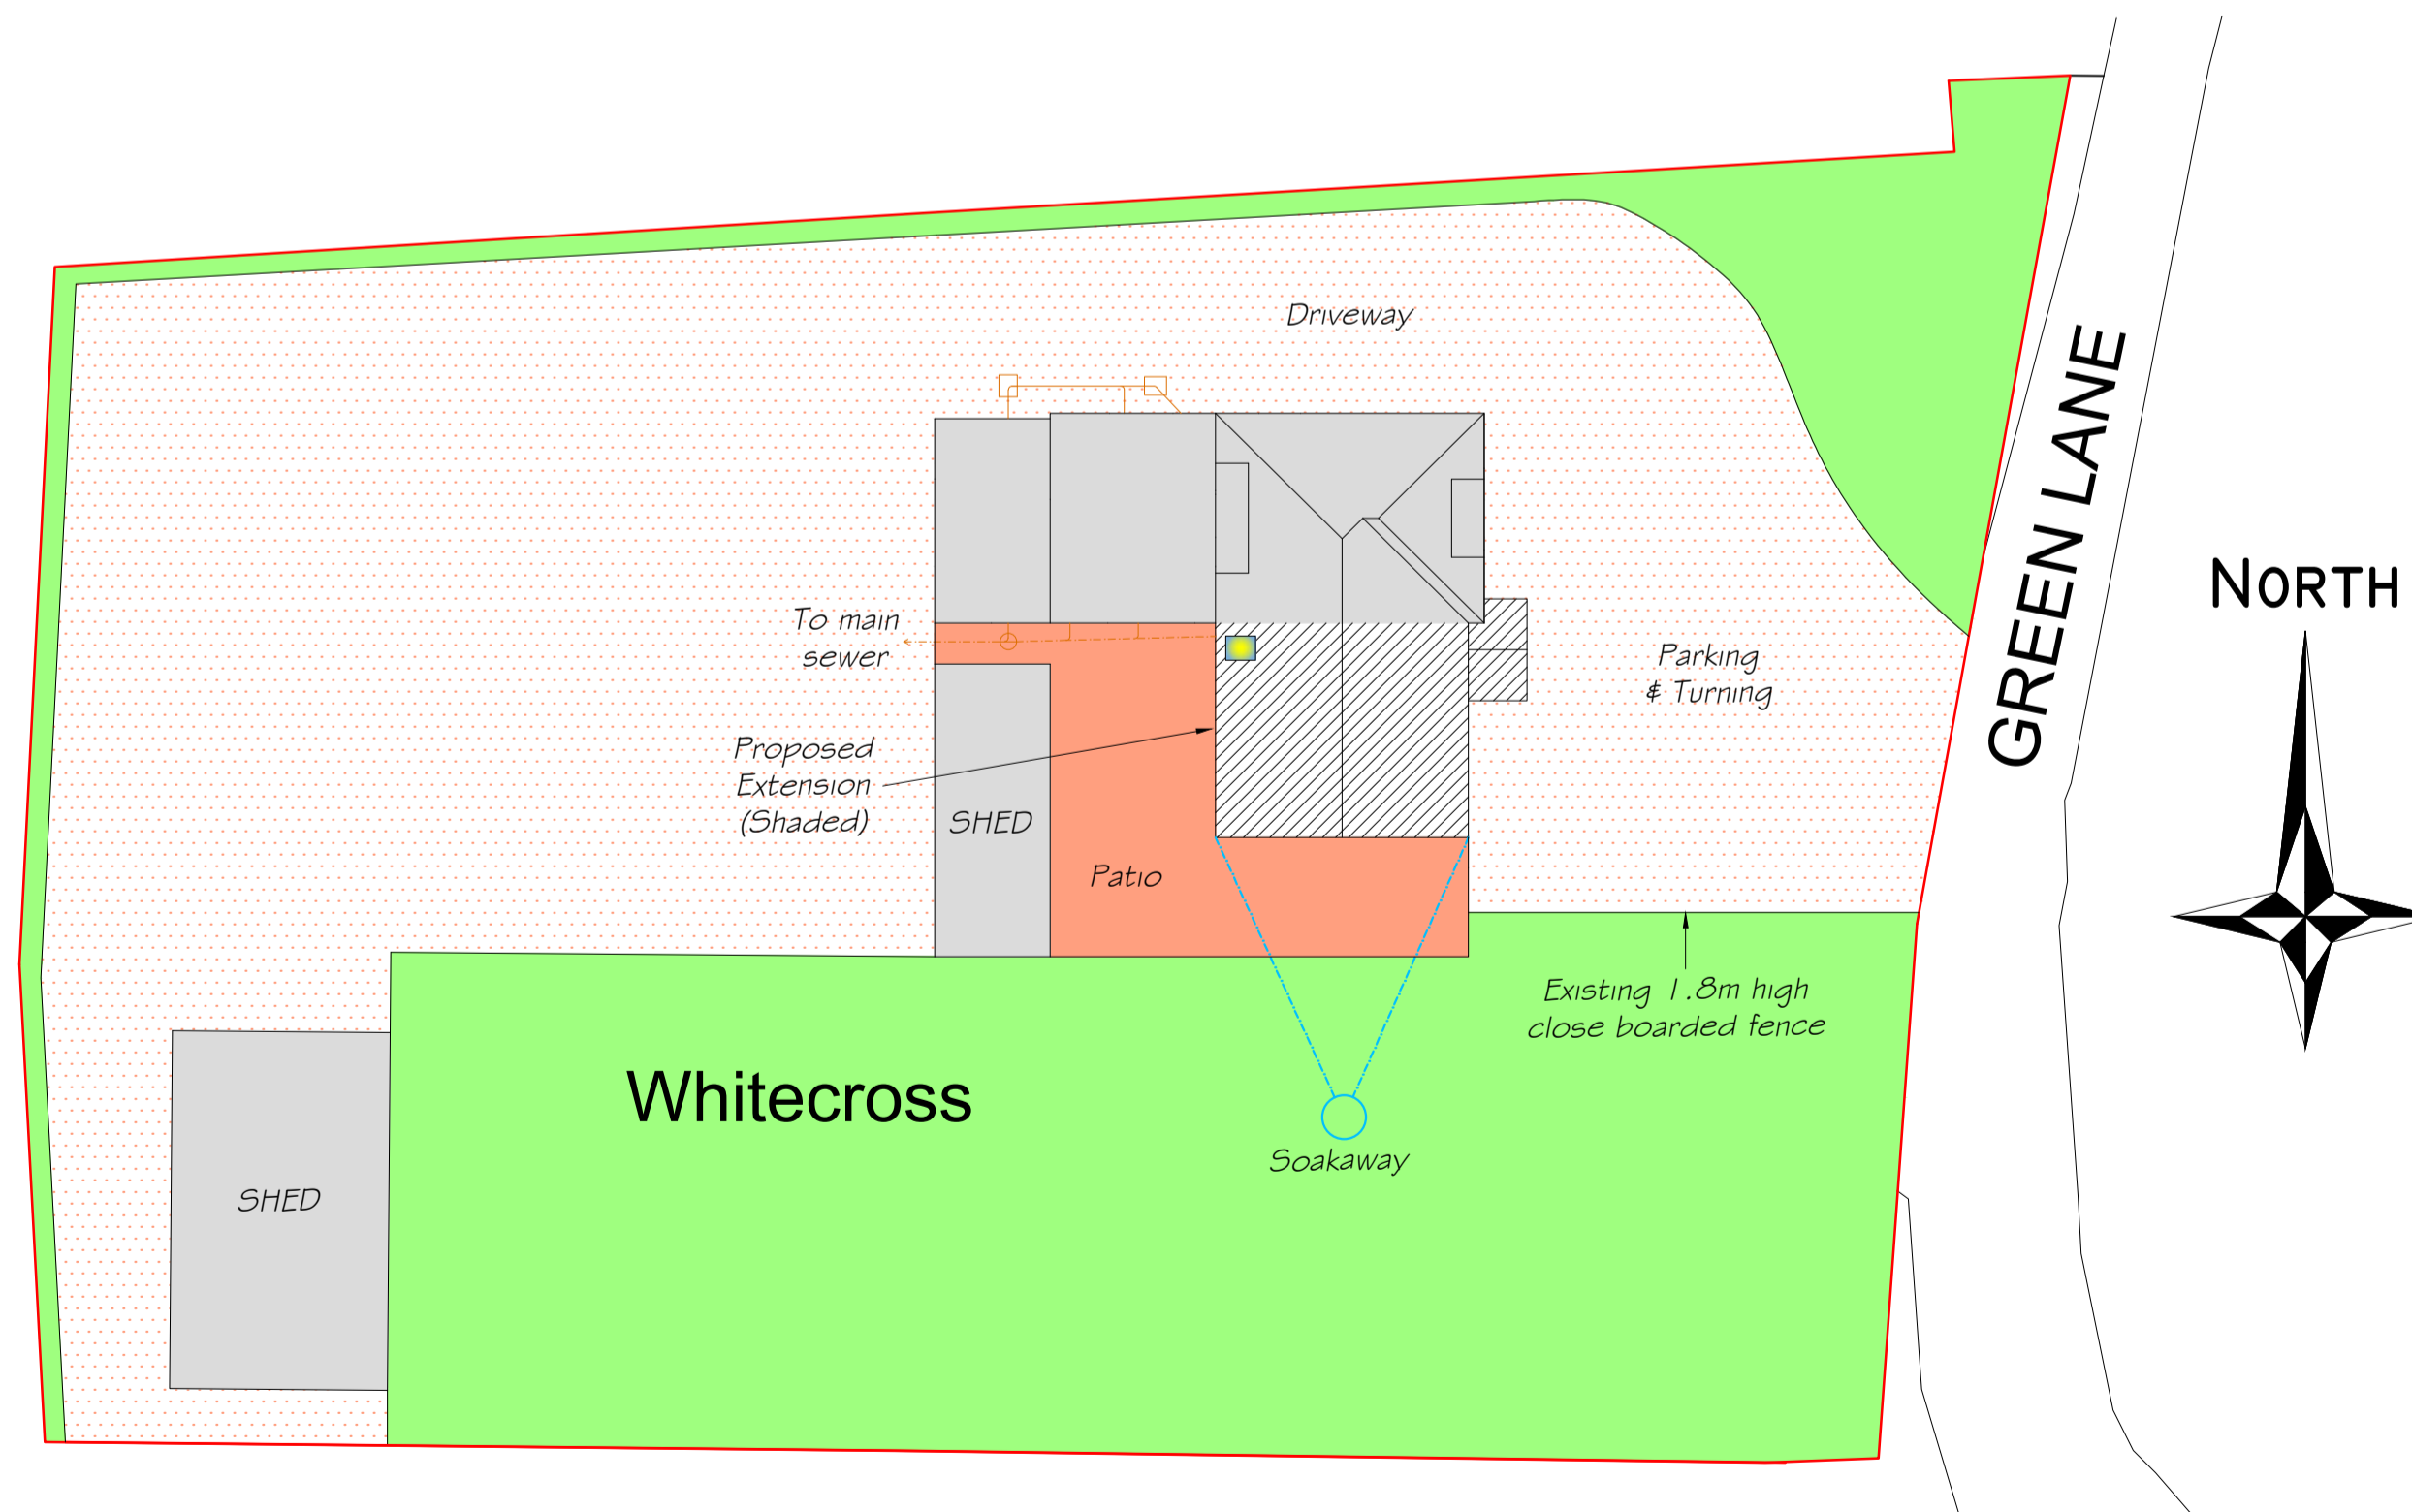 Driveway
GREEN LANE
NORTH
To main
sewer
Parking
& Turning
Proposed
Extension
(Shaded)
SHED
Patio
Existing 1.8m high
close boarded fence
Whitecross
Soakaway
SHED